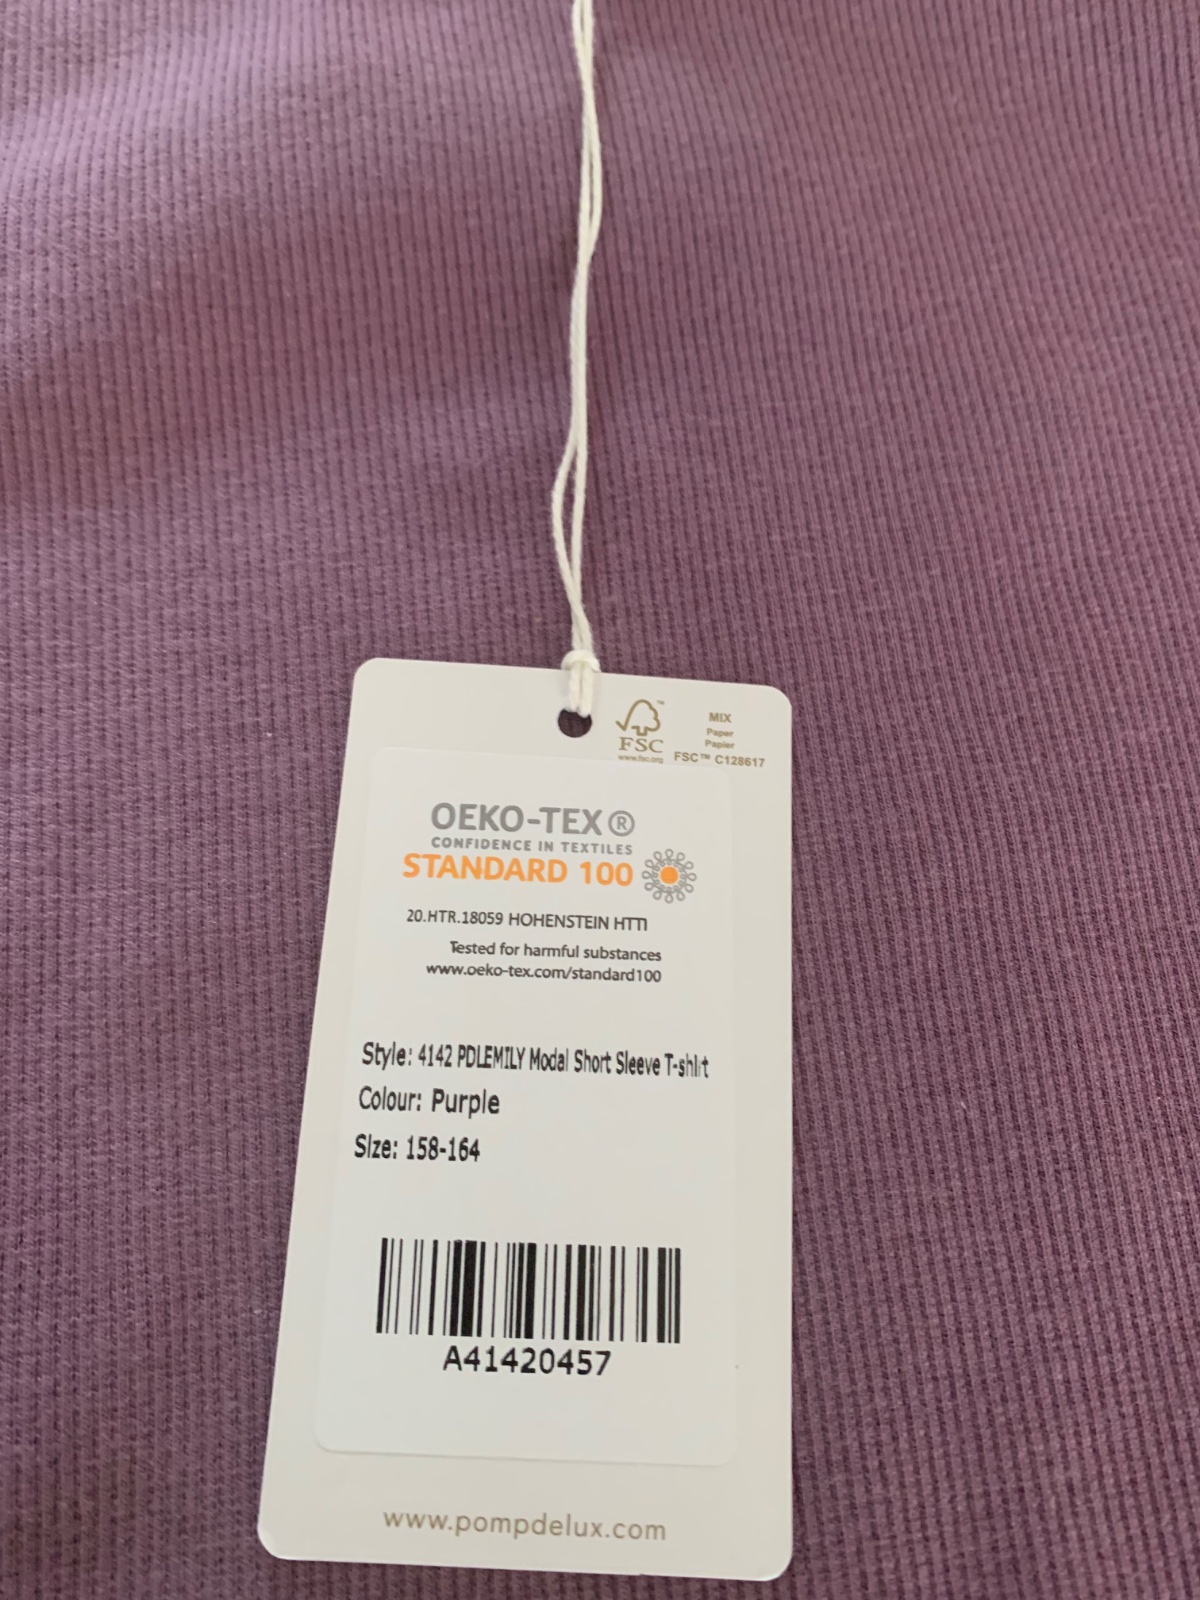 FSC™
www.fsc.org
MIX
Paper
Papier
FSC™ C128617
OEKO-TEX®
CONFIDENCE IN TEXTILES
STANDARD 100
20.HTR.18059 HOHENSTEIN HTTI
Tested for harmful substances
www.oeko-tex.com/standard100
Style: 4142 PDLEMILY Modal Short Sleeve T-shirt
Colour: Purple
Size: 158-164
A41420457
www.pompdelux.com